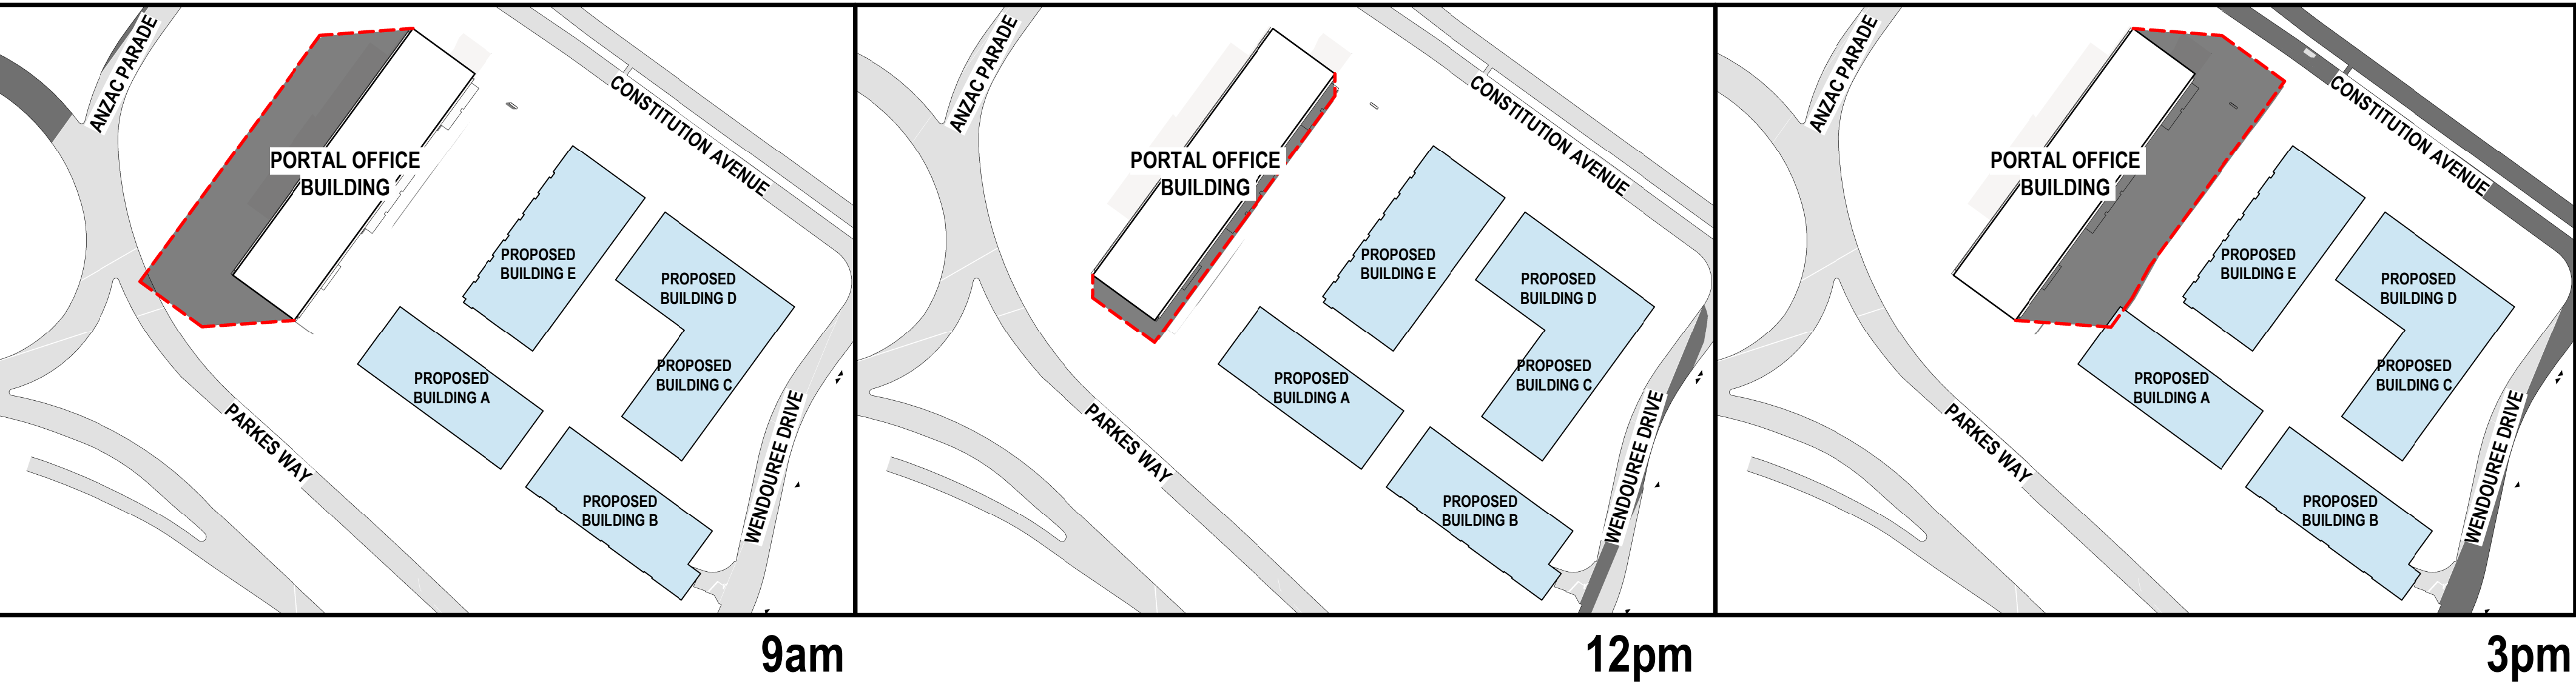 ANZAC PARADE
CONSTITUTION AVENUE
PORTAL OFFICE
BUILDING
PROPOSED
BUILDING E
PROPOSED
BUILDING D
PROPOSED
BUILDING C
PROPOSED
BUILDING A
PARKES WAY
PROPOSED
BUILDING B
WENDOUREE DRIVE
9am
ANZAC PARADE
CONSTITUTION AVENUE
PORTAL OFFICE
BUILDING
PROPOSED
BUILDING E
PROPOSED
BUILDING D
PROPOSED
BUILDING C
PROPOSED
BUILDING A
PARKES WAY
PROPOSED
BUILDING B
WENDOUREE DRIVE
12pm
ANZAC PARADE
CONSTITUTION AVENUE
PORTAL OFFICE
BUILDING
PROPOSED
BUILDING E
PROPOSED
BUILDING D
PROPOSED
BUILDING C
PROPOSED
BUILDING A
PARKES WAY
PROPOSED
BUILDING B
WENDOUREE DRIVE
3pm